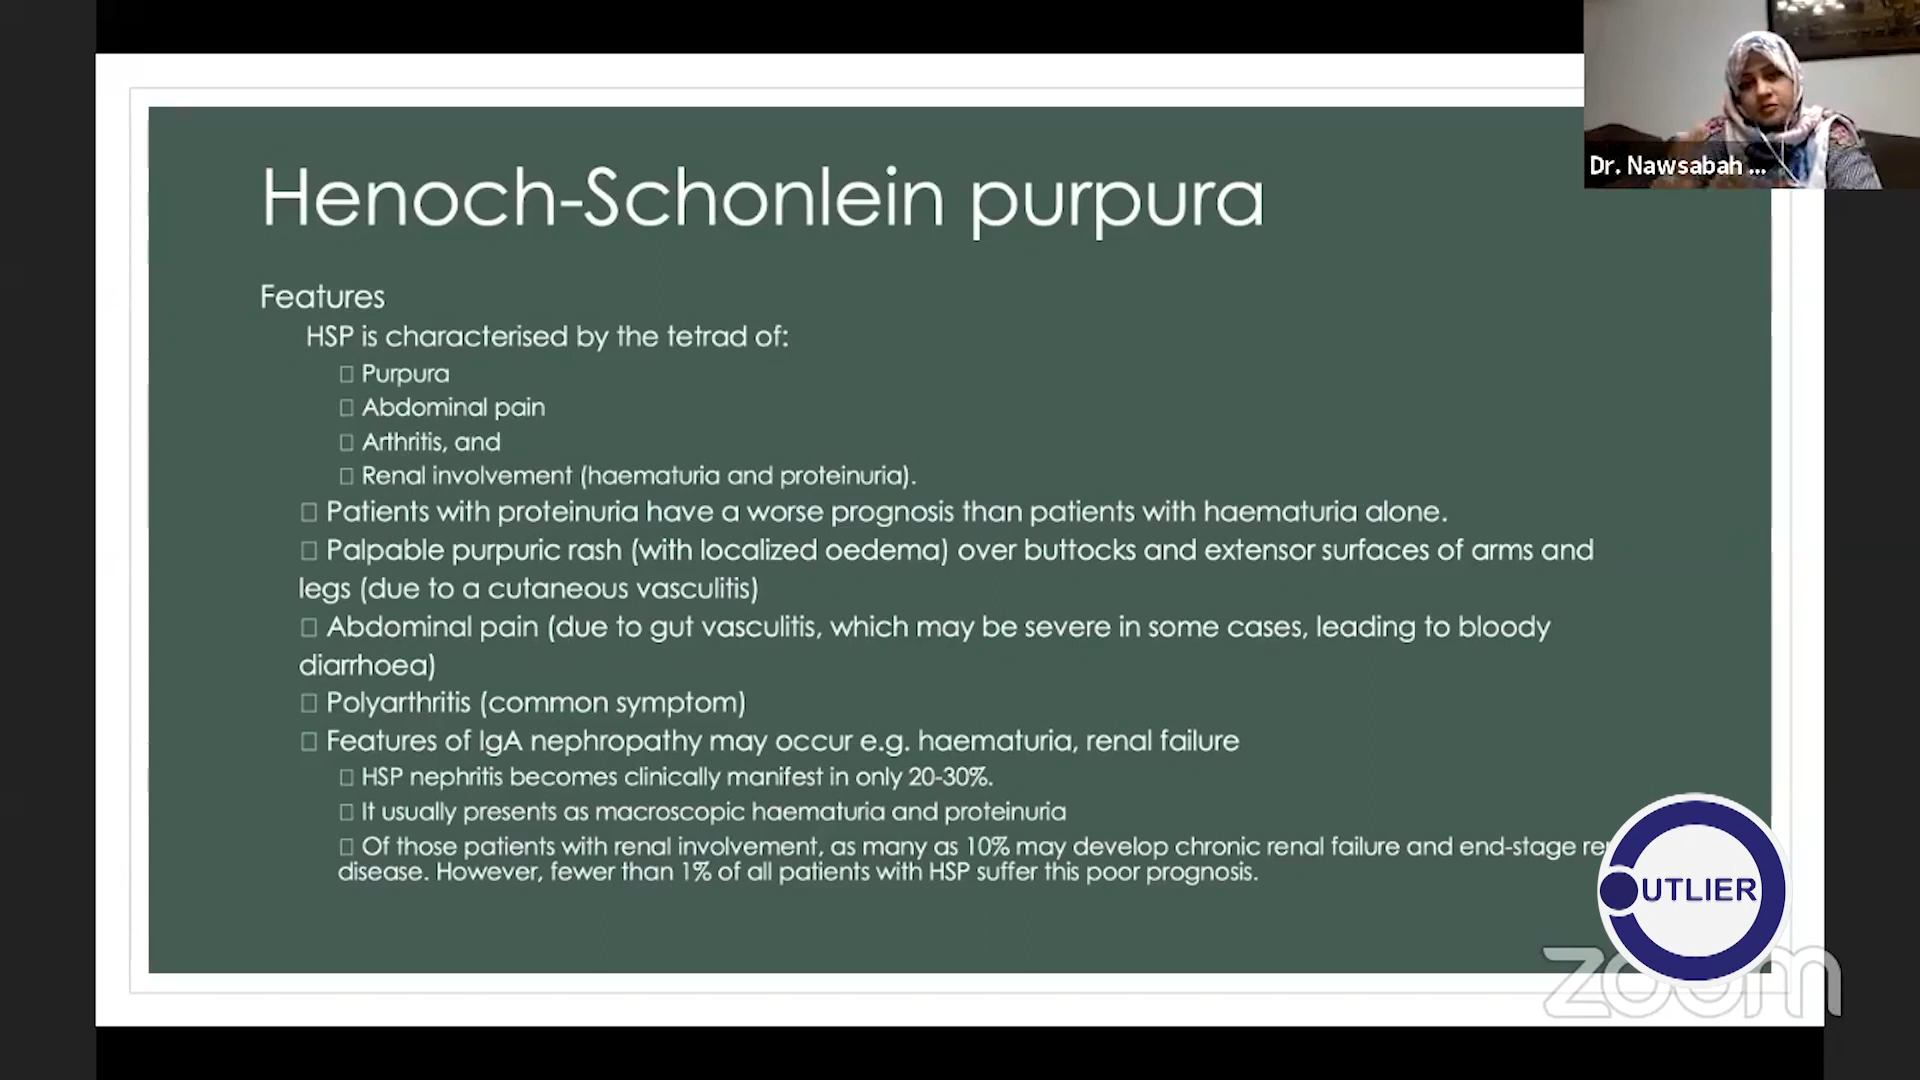 Henoch-Schonlein purpura
Dr. Nawsabah ...
Features
HSP is characterised by the tetrad of:
Purpura
Abdominal pain
Arthritis, and
Renal involvement (haematuria and proteinuria).
Patients with proteinuria have a worse prognosis than patients with haematuria alone.
Palpable purpuric rash (with localized oedema) over buttocks and extensor surfaces of arms and
legs (due to a cutaneous vasculitis)
Abdominal pain (due to gut vasculitis, which may be severe in some cases, leading to bloody
diarrhoea)
Polyarthritis (common symptom)
Features of IgA nephropathy may occur e.g. haematuria, renal failure
HSP nephritis becomes clinically manifest in only 20-30%.
It usually presents as macroscopic haematuria and proteinuria
Of those patients with renal involvement, as many as 10% may develop chronic renal failure and end-stage
disease. However, fewer than 1% of all patients with HSP suffer this poor prognosis.
OUTLIER
zoom